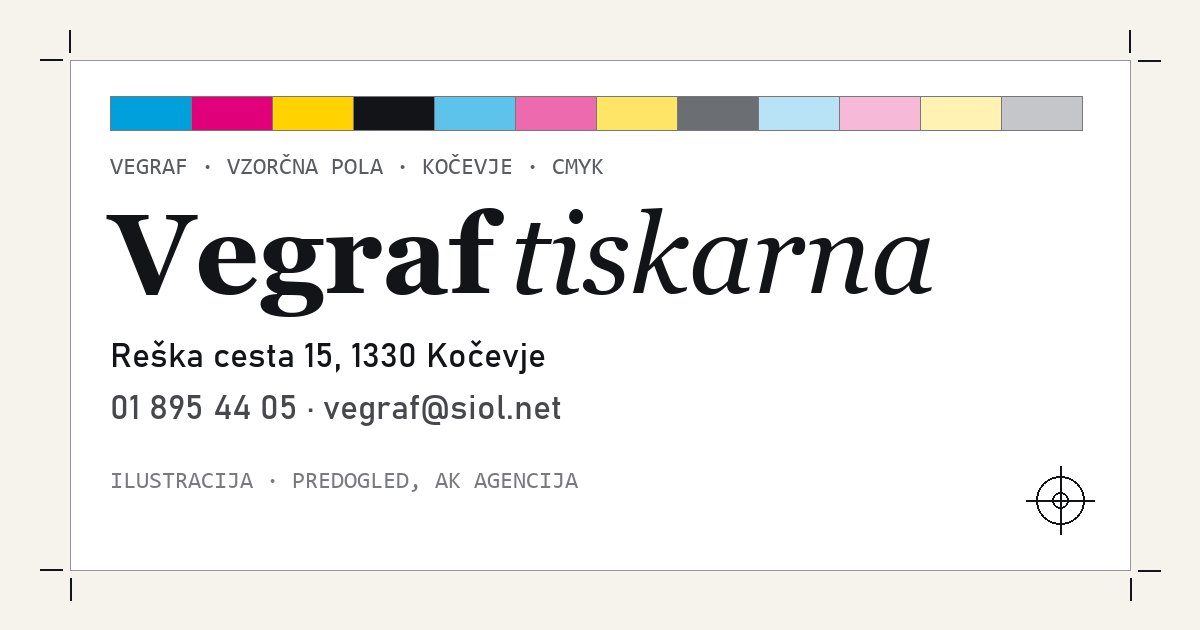 VEGRAF · VZORČNA POLA · KOČEVJE · CMYK
Vegraf tiskarna
Reška cesta 15, 1330 Kočevje
01 895 44 05 · vegraf@siol.net
ILUSTRACIJA · PREDOGLED, AK AGENCIJA